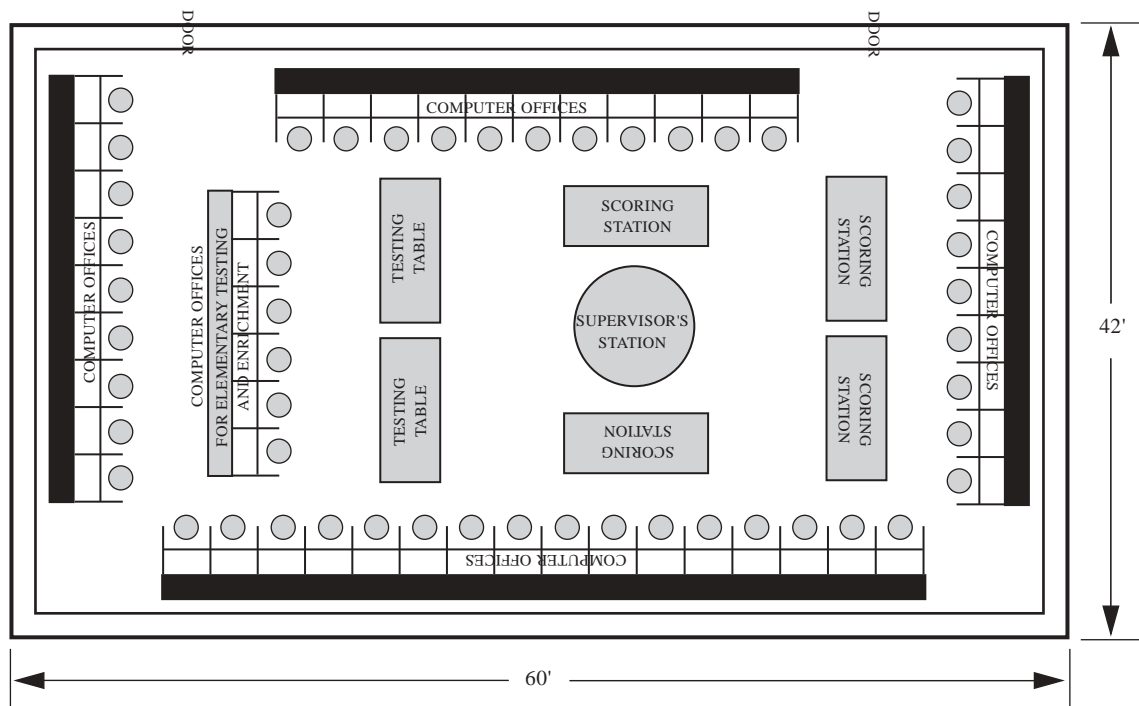 DOOR
DOOR
COMPUTER OFFICES
COMPUTER OFFICES
COMPUTER OFFICES
FOR ELEMENTARY TESTING
AND ENRICHMENT
TESTING
TABLE
TESTING
TABLE
SCORING
STATION
SUPERVISOR'S
STATION
SCORING
STATION
SCORING
STATION
SCORING
STATION
COMPUTER OFFICES
COMPUTER OFFICES
42'
60'